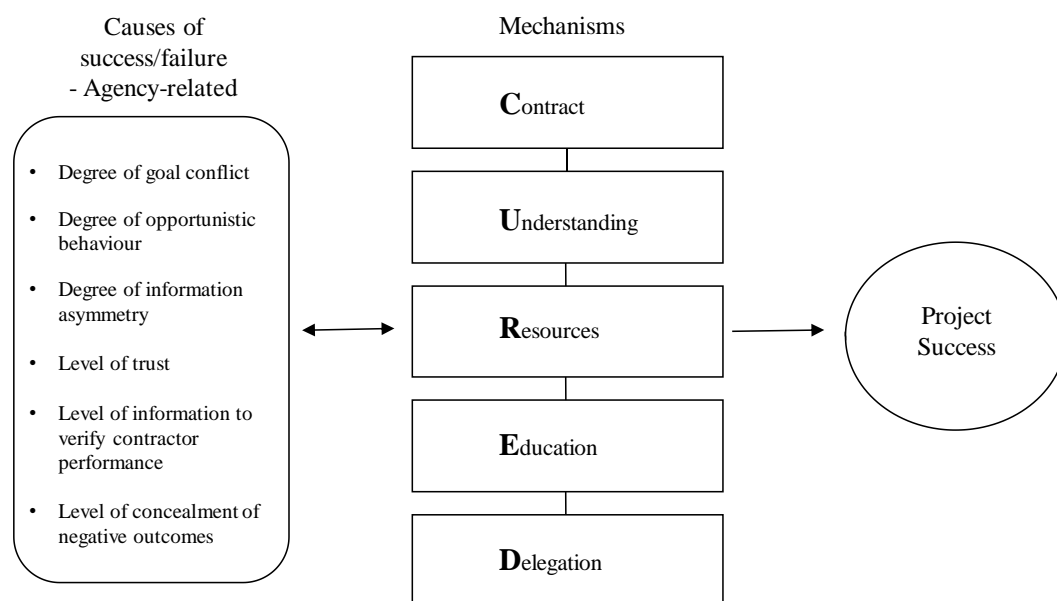 Causes of
success/failure
- Agency-related
• Degree of goal conflict
• Degree of opportunistic
behaviour
• Degree of information
asymmetry
• Level of trust
• Level of information to
verify contractor
performance
• Level of concealment of
negative outcomes
Mechanisms
Contract
Understanding
Resources
Education
Delegation
Project
Success